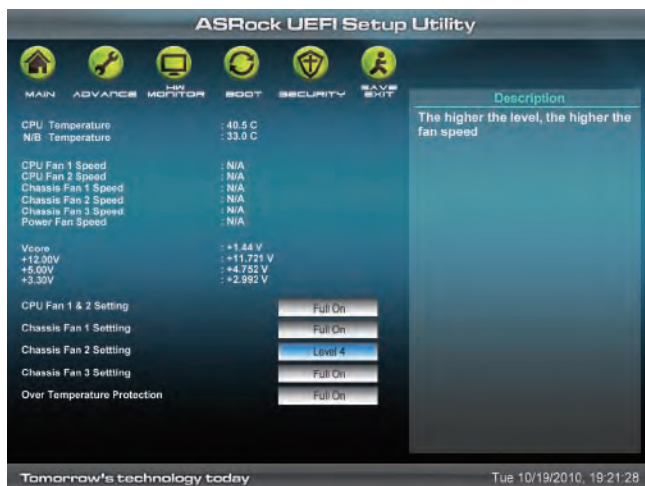 ASRock UEFI Setup Utility
MAIN
ADVANCE
HW MONITOR
BOOT
SECURITY
SAVE EXIT
Description
The higher the level, the higher the
fan speed
CPU Temperature : 40.5 C
N/B Temperature : 33.0 C
CPU Fan 1 Speed : N/A
CPU Fan 2 Speed : N/A
Chassis Fan 1 Speed : N/A
Chassis Fan 2 Speed : N/A
Chassis Fan 3 Speed : N/A
Power Fan Speed : N/A
Vcore : +1.44 V
+12.00V : +11.721 V
+5.00V : +4.752 V
+3.30V : +2.992 V
CPU Fan 1 & 2 Setting Full On
Chassis Fan 1 Settting Full On
Chassis Fan 2 Settting Level 4
Chassis Fan 3 Settting Full On
Over Temperature Protection Full On
Tomorrow's technology today
Tue 10/19/2010, 19:21:28